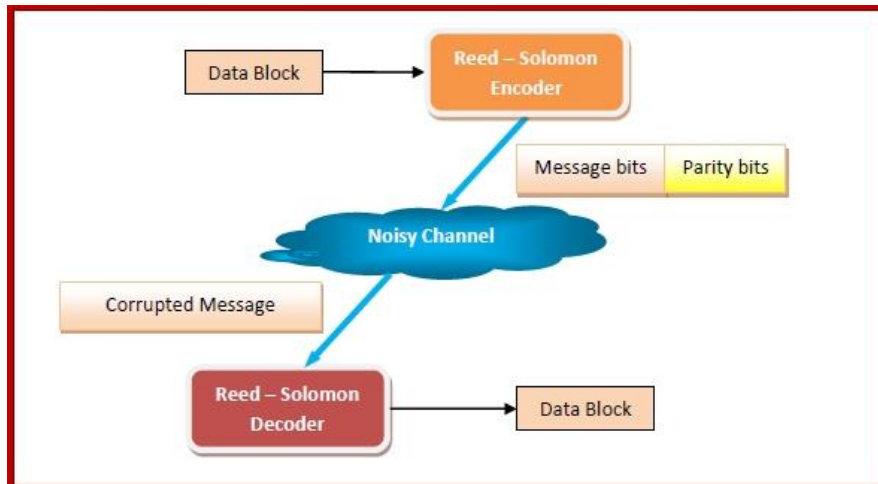 Data Block
Reed – Solomon
Encoder
Message bits
Parity bits
Noisy Channel
Corrupted Message
Reed – Solomon
Decoder
Data Block